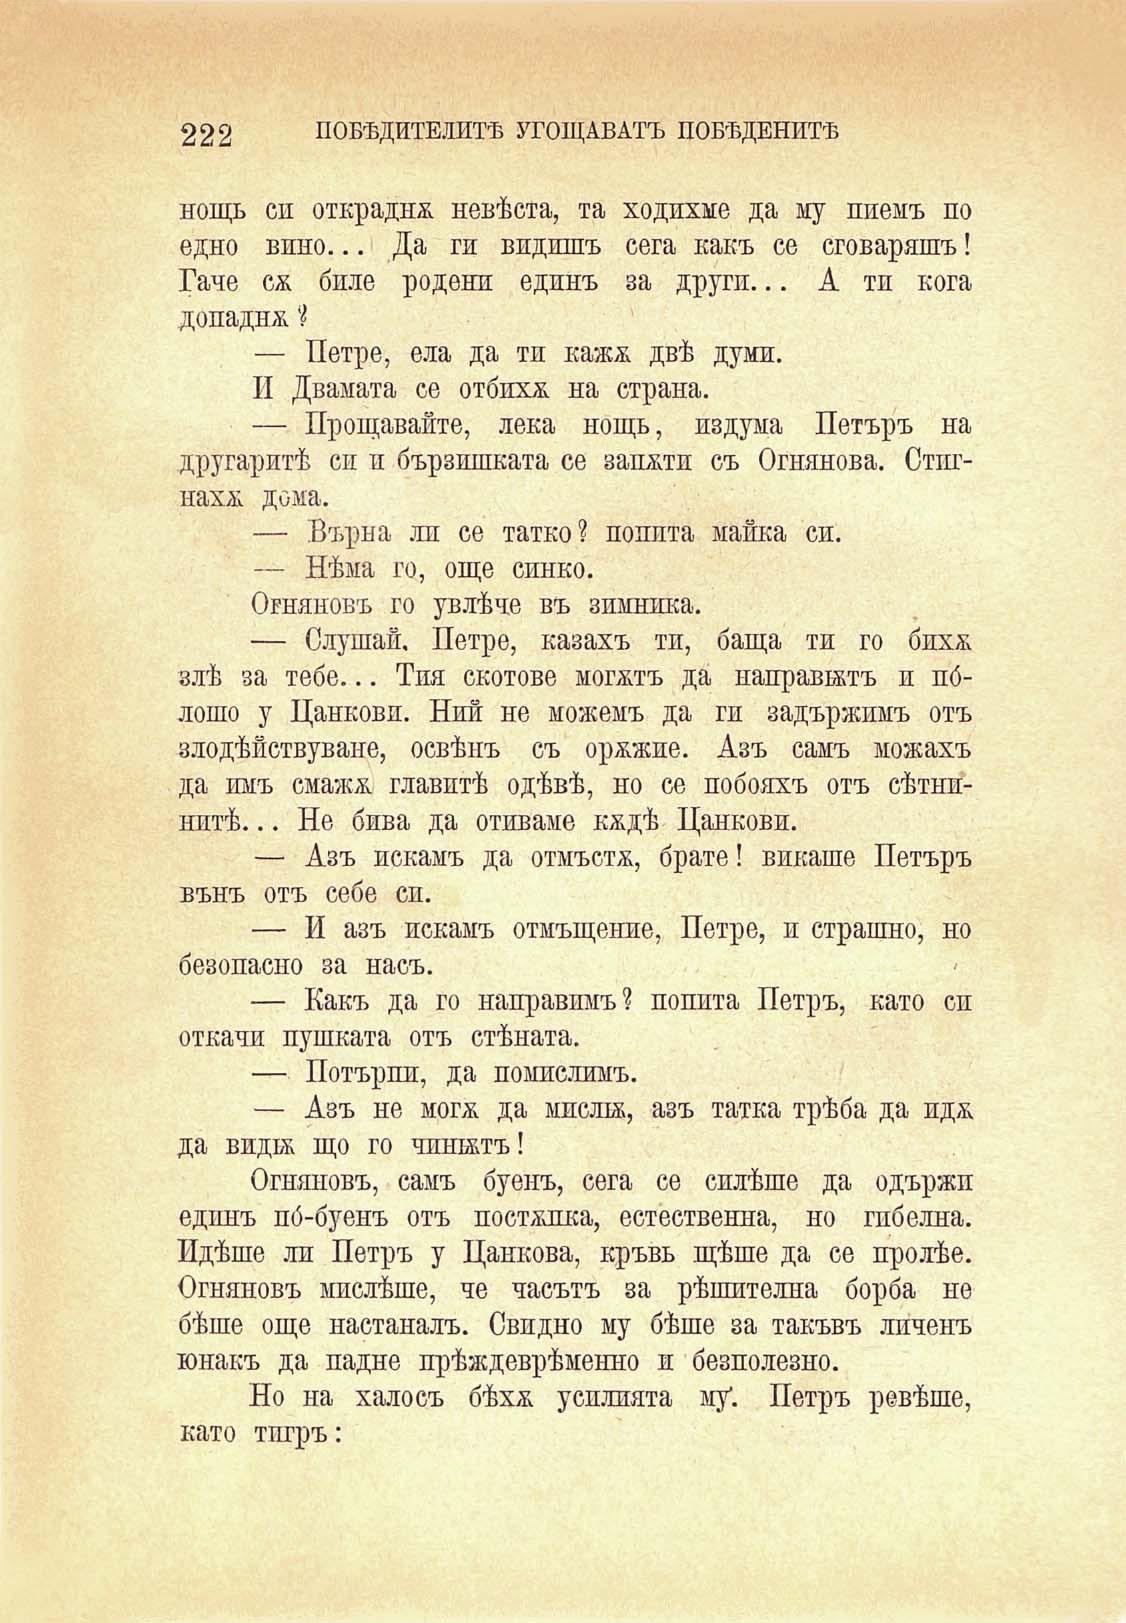 222 ПОБѢДИТЕЛИТѢ УГОЩАВАТЪ ПОБѢДЕНИТѢ
нощь си откраднѫ невѣста, та ходихме да му пиемъ по
едно вино... Да ги видишъ сега какъ се сговаряшъ!
Гаче сѫ биле родени единъ за други... А ти кога
допаднѫ?
— Петре, ела да ти кажѫ двѣ думи.
И Двамата се отбихѫ на страна.
— Прощавайте, лека нощь, издума Петъръ на
другаритѣ си и бързишката се запѫти съ Огнянова. Стиг-
нахѫ дома.
— Върна ли се татко? попита майка си.
— Нѣма го, още синко.
Огняновъ го увлѣче въ зимника.
— Слушай, Петре, казахъ ти, баща ти го бихѫ
злѣ за тебе... Тия скотове могѫтъ да направѭтъ и по́-
лошо у Цанкови. Ний не можемъ да ги задържимъ отъ
злодѣйствуване, освѣнъ съ орѫжие. Азъ самъ можахъ
да имъ смажѫ главитѣ одѣвѣ, но се побояхъ отъ сѣтни-
нитѣ... Не бива да отиваме кѫдѣ Цанкови.
— Азъ искамъ да отмъстѫ, брате! викаше Петъръ
вънъ отъ себе си.
— И азъ искамъ отмъщение, Петре, и страшно, но
безопасно за насъ.
— Какъ да го направимъ? попита Петръ, като си
откачи пушката отъ стѣната.
— Потърпи, да помислимъ.
— Азъ не могѫ да мислѭ, азъ татка трѣба да идѫ
да видѭ що го чинѭтъ!
Огняновъ, самъ буенъ, сега се силѣше да одържи
единъ по́-буенъ отъ постѫпка, естественна, но гибелна.
Идѣше ли Петръ у Цанкова, кръвь щѣше да се пролѣе.
Огняновъ мислѣше, че часътъ за рѣшителна борба не
бѣше още настаналъ. Свидно му бѣше за такъвъ личенъ
юнакъ да падне прѣждеврѣменно и безполезно.
Но на халосъ бѣхѫ усилията му. Петръ ревѣше,
като тигръ: